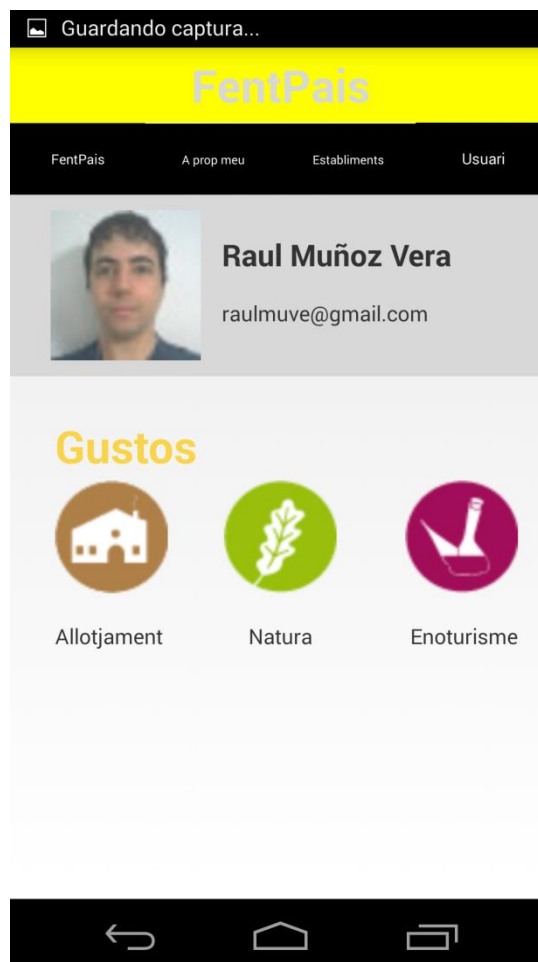 Guardando captura...
FentPais
FentPais A prop meu Establiments Usuari
Raul Muñoz Vera
raulmuve@gmail.com
Gustos
Allotjament Natura Enoturisme